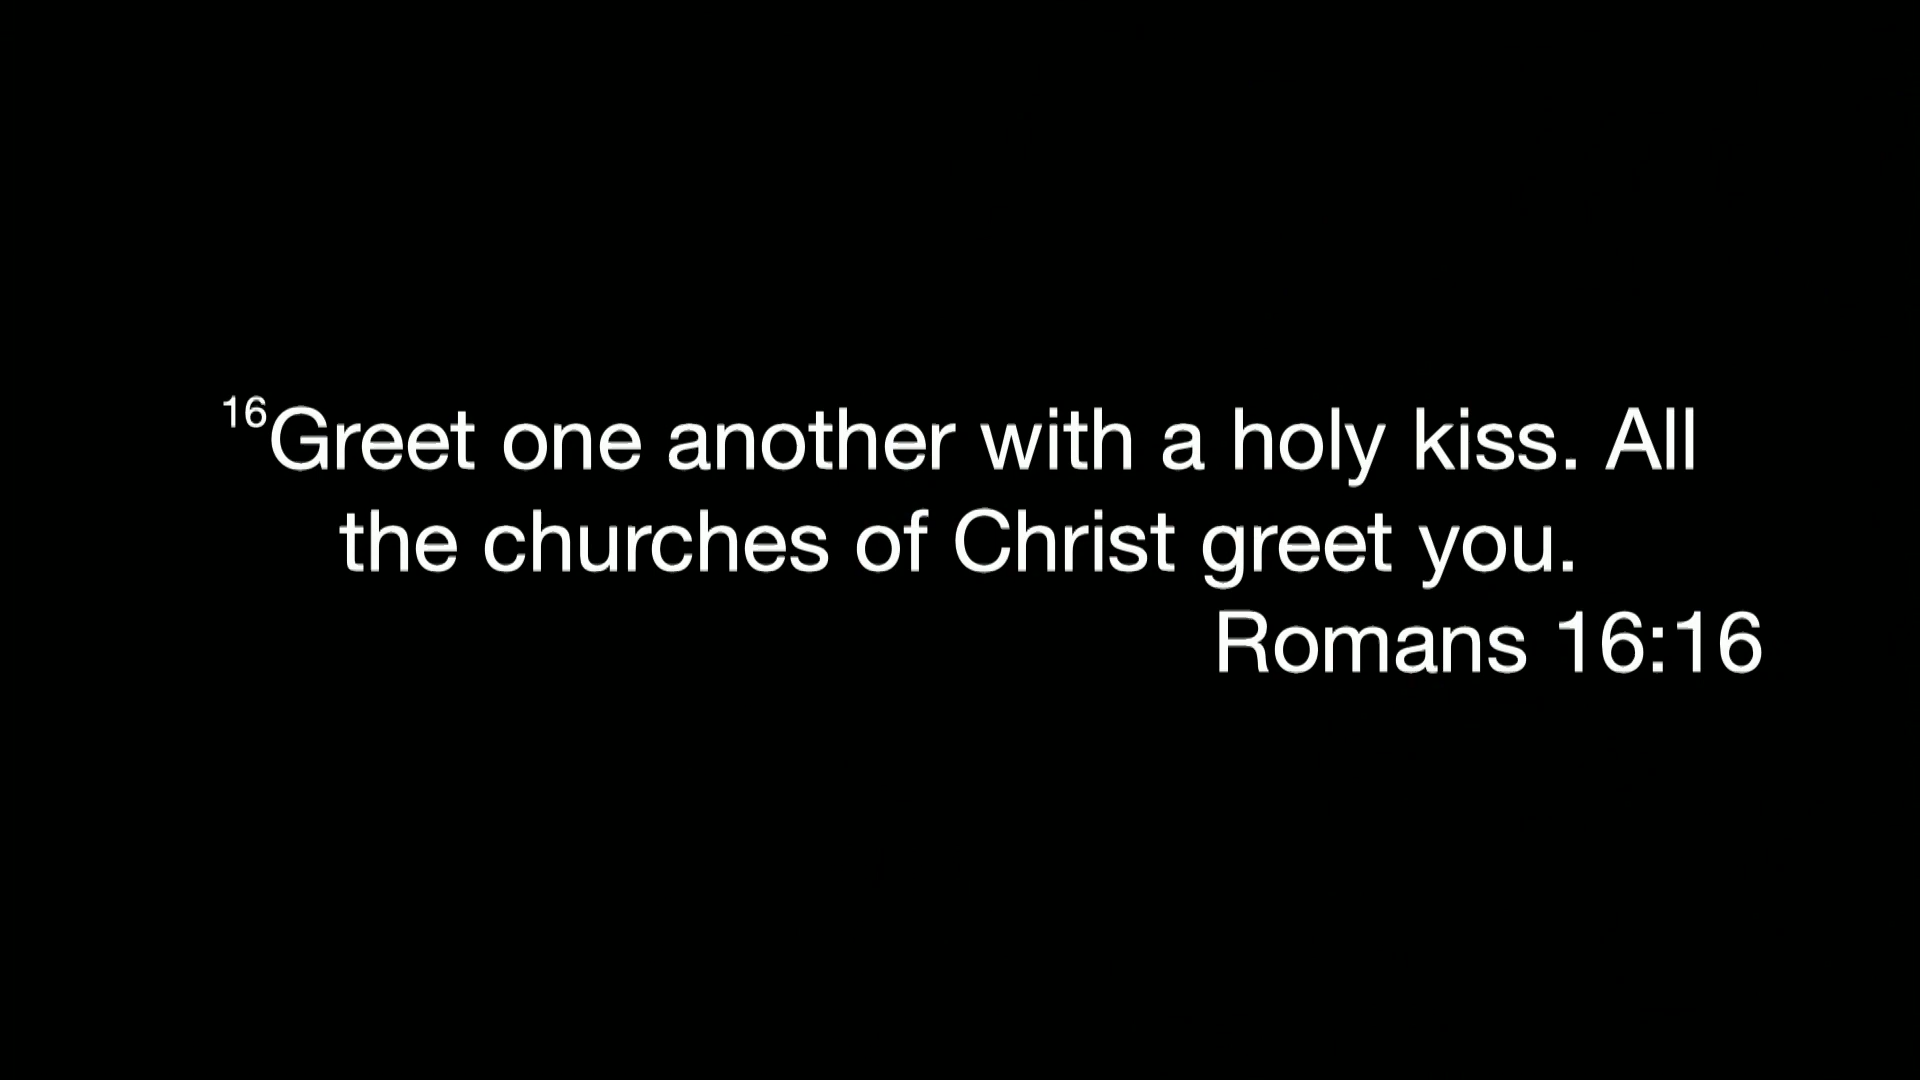 16Greet one another with a holy kiss. All
the churches of Christ greet you.
Romans 16:16